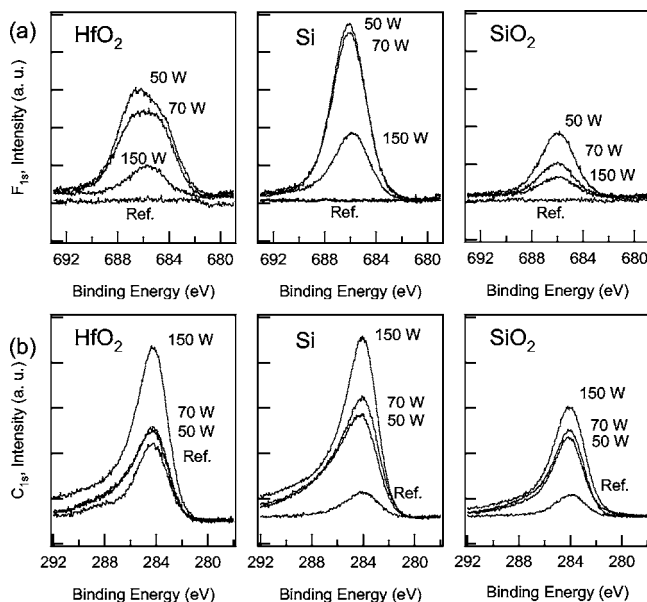 (a) HfO2 Si SiO2
F1s, Intensity (a. u.)
50 W
70 W
150 W
Ref.
50 W
70 W
150 W
Ref.
50 W
70 W
150 W
Ref.
692 688 684 680
692 688 684 680
692 688 684 680
Binding Energy (eV)
Binding Energy (eV)
Binding Energy (eV)
(b) HfO2 Si SiO2
C1s, Intensity (a. u.)
150 W
70 W
50 W
Ref.
150 W
70 W
50 W
Ref.
150 W
70 W
50 W
Ref.
292 288 284 280
292 288 284 280
292 288 284 280
Binding Energy (eV)
Binding Energy (eV)
Binding Energy (eV)